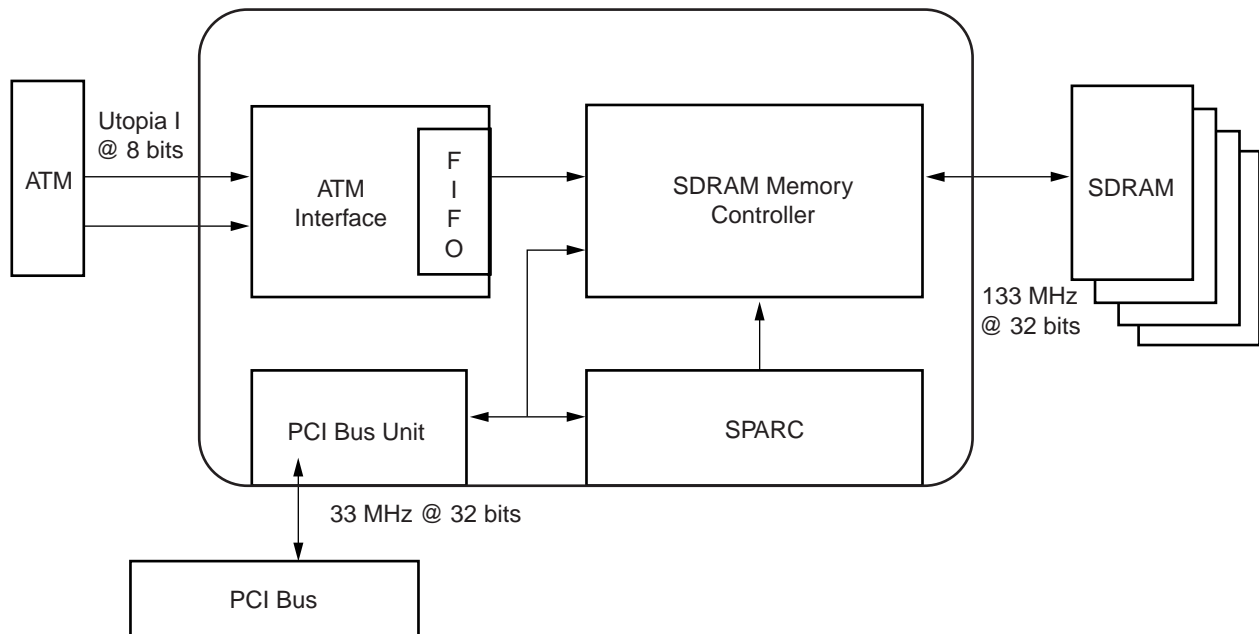 Utopia I
@ 8 bits
ATM
ATM
Interface
F
I
F
O
SDRAM Memory
Controller
SDRAM
133 MHz
@ 32 bits
PCI Bus Unit
SPARC
33 MHz @ 32 bits
PCI Bus